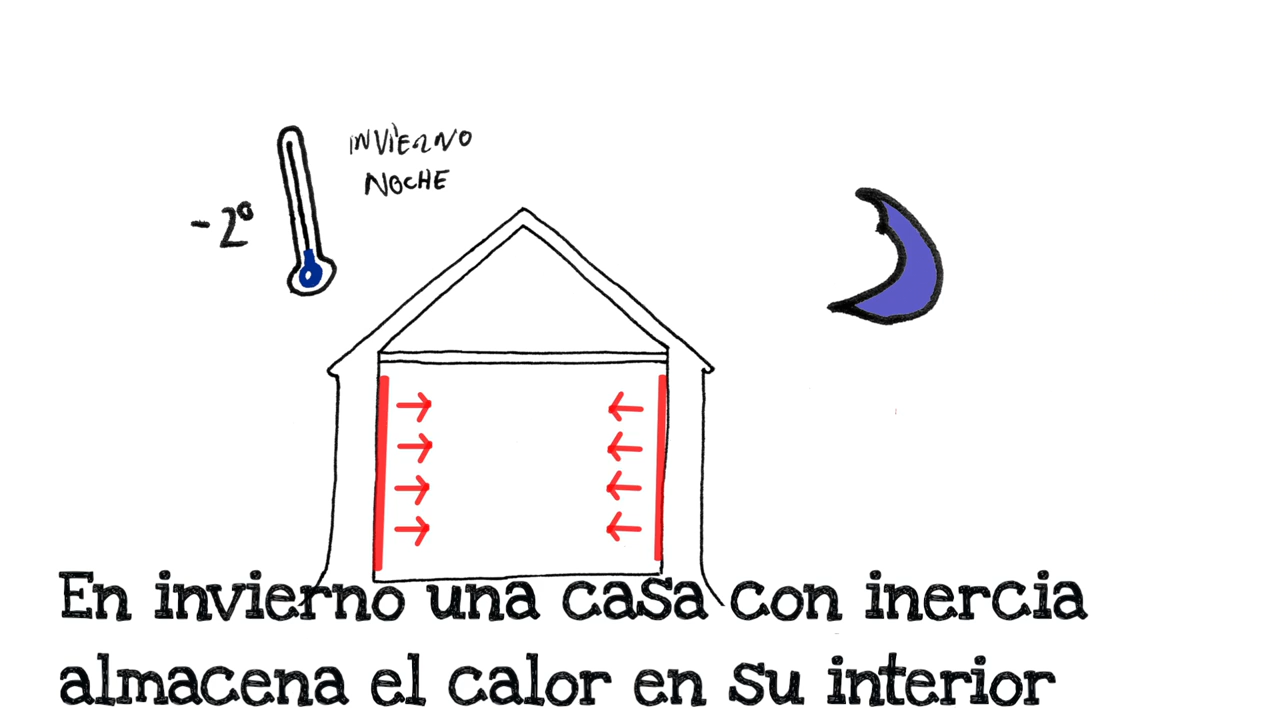 INVIERNO
NOCHE
-2º
En invierno una casa con inercia
almacena el calor en su interior